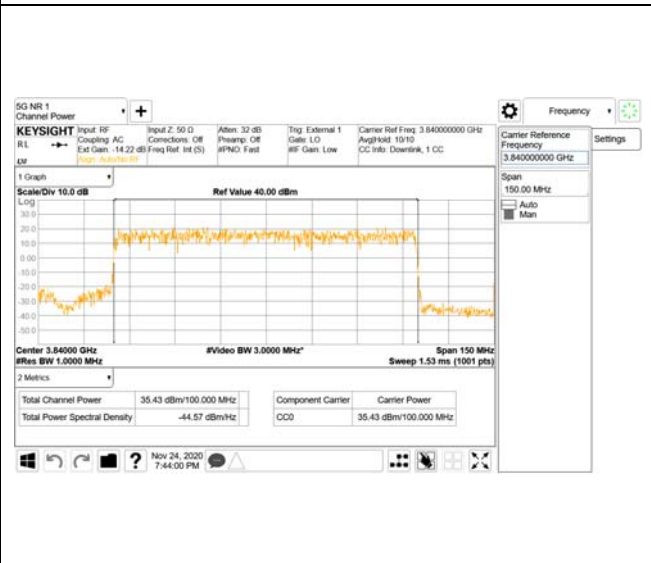 5G NR 1
Channel Power
Frequency
KEYSIGHT
Input: RF
Input Z: 50 Ω
Atten: 32 dB
Trig: External 1
Carrier Ref Freq: 3.840000000 GHz
RL
Coupling: AC
Corrections: Off
Preamp: Off
Gate: LO
Avg|Hold: 10/10
Ext Gain: -14.22 dB
Freq Ref: Int (S)
#PNO: Fast
#IF Gain: Low
CC Info: Downlink, 1 CC
Align: Auto/No RF
Carrier Reference
Frequency
3.840000000 GHz
Settings
Span
150.00 MHz
Auto
Man
1 Graph
Scale/Div 10.0 dB
Ref Value 40.00 dBm
Log
30.0
20.0
10.0
0.00
-10.0
-20.0
-30.0
-40.0
-50.0
Center 3.84000 GHz
#Video BW 3.0000 MHz*
Span 150 MHz
#Res BW 1.0000 MHz
Sweep 1.53 ms (1001 pts)
2 Metrics
Total Channel Power
35.43 dBm/100.000 MHz
Component Carrier
Carrier Power
Total Power Spectral Density
-44.57 dBm/Hz
CC0
35.43 dBm/100.000 MHz
?
Nov 24, 2020
7:44:00 PM